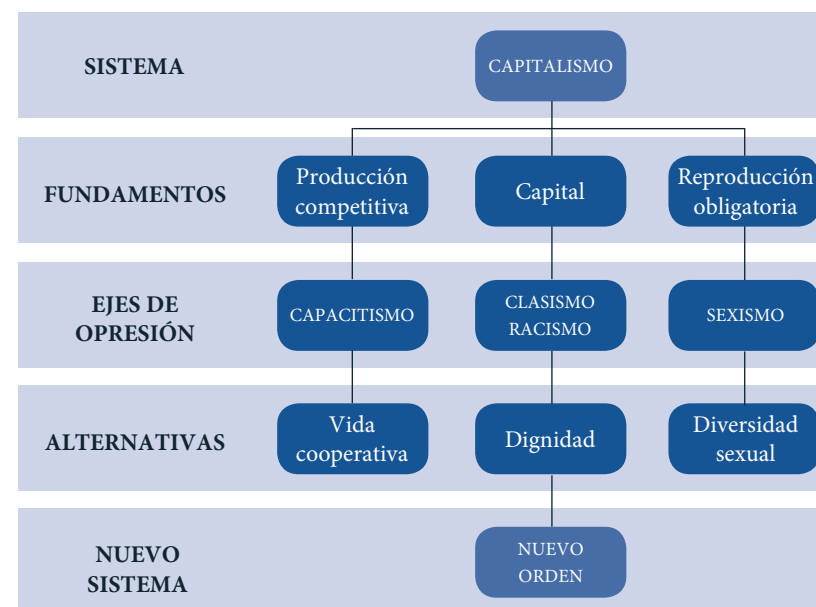 SISTEMA
CAPITALISMO
FUNDAMENTOS
Producción
competitiva
Capital
Reproducción
obligatoria
EJES DE
OPRESIÓN
CAPACITISMO
CLASISMO
RACISMO
SEXISMO
ALTERNATIVAS
Vida
cooperativa
Dignidad
Diversidad
sexual
NUEVO
SISTEMA
NUEVO
ORDEN